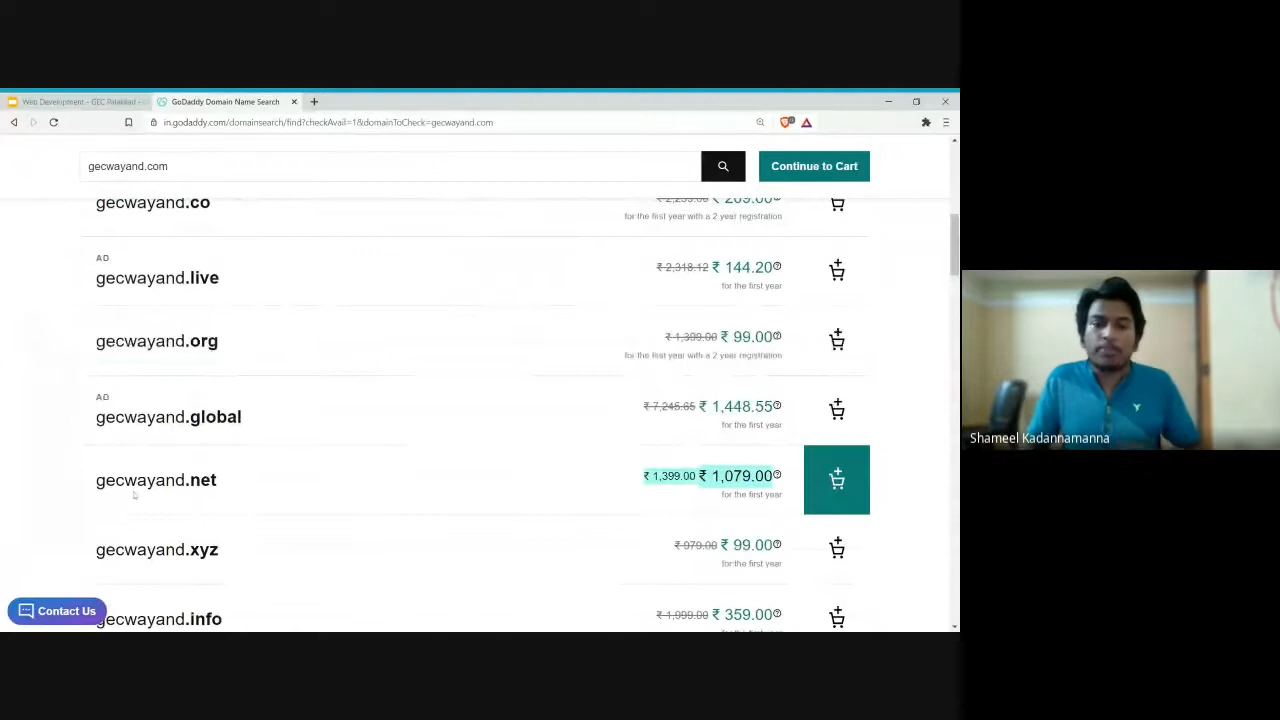 Web Development - GEC Palakkad -
GoDaddy Domain Name Search
in.godaddy.com/domainsearch/find?checkAvail=1&domainToCheck=gecwayand.com
gecwayand.com
Continue to Cart
gecwayand.co
₹ 2,259.00 ₹ 209.00
for the first year with a 2 year registration
AD
gecwayand.live
₹ 2,318.12 ₹ 144.20
for the first year
gecwayand.org
₹ 1,399.00 ₹ 99.00
for the first year with a 2 year registration
AD
gecwayand.global
₹ 7,245.65 ₹ 1,448.55
for the first year
gecwayand.net
₹ 1,399.00 ₹ 1,079.00
for the first year
gecwayand.xyz
₹ 979.00 ₹ 99.00
for the first year
gecwayand.info
₹ 1,999.00 ₹ 359.00
Contact Us
Shameel Kadannamanna